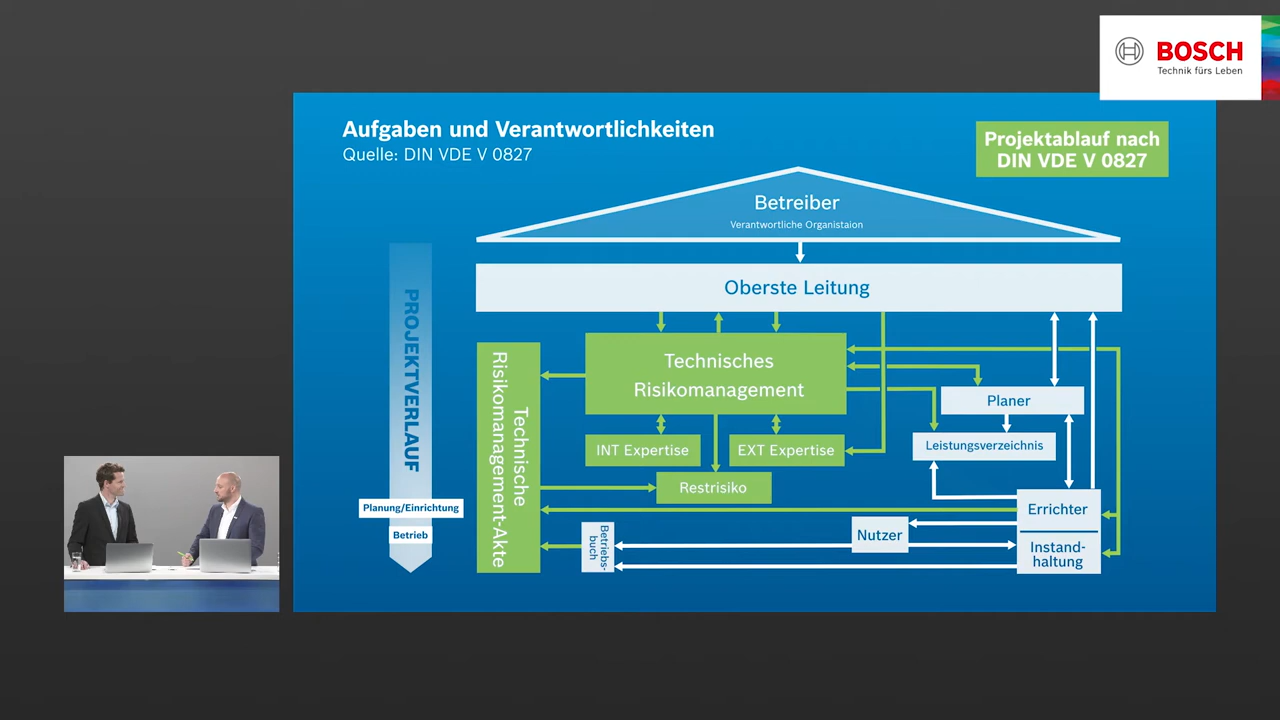 BOSCH
Technik fürs Leben
Aufgaben und Verantwortlichkeiten
Quelle: DIN VDE V 0827
Projektablauf nach
DIN VDE V 0827
Betreiber
Verantwortliche Organistaion
Oberste Leitung
PROJEKTVERLAUF
Planung/Einrichtung
Betrieb
Technische
Risikomanagement-Akte
Technisches
Risikomanagement
INT Expertise
EXT Expertise
Restrisiko
Planer
Leistungsverzeichnis
Errichter
Instand-
haltung
Nutzer
Betriebs-
buch